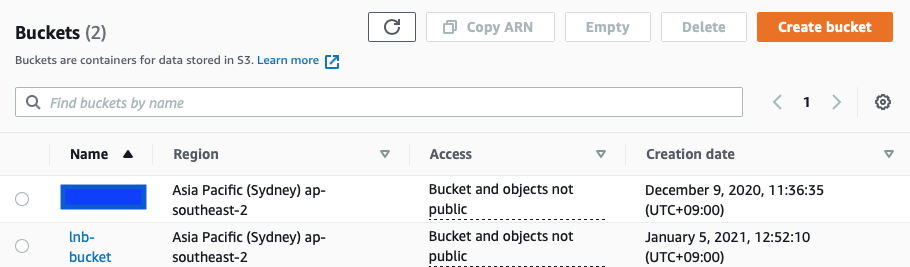 Buckets (2)
Copy ARN
Empty
Delete
Create bucket
Buckets are containers for data stored in S3. Learn more
Find buckets by name
1
Name
Region
Access
Creation date
Asia Pacific (Sydney) ap-
southeast-2
Bucket and objects not
public
December 9, 2020, 11:36:35
(UTC+09:00)
lnb-
bucket
Asia Pacific (Sydney) ap-
southeast-2
Bucket and objects not
public
January 5, 2021, 12:52:10
(UTC+09:00)